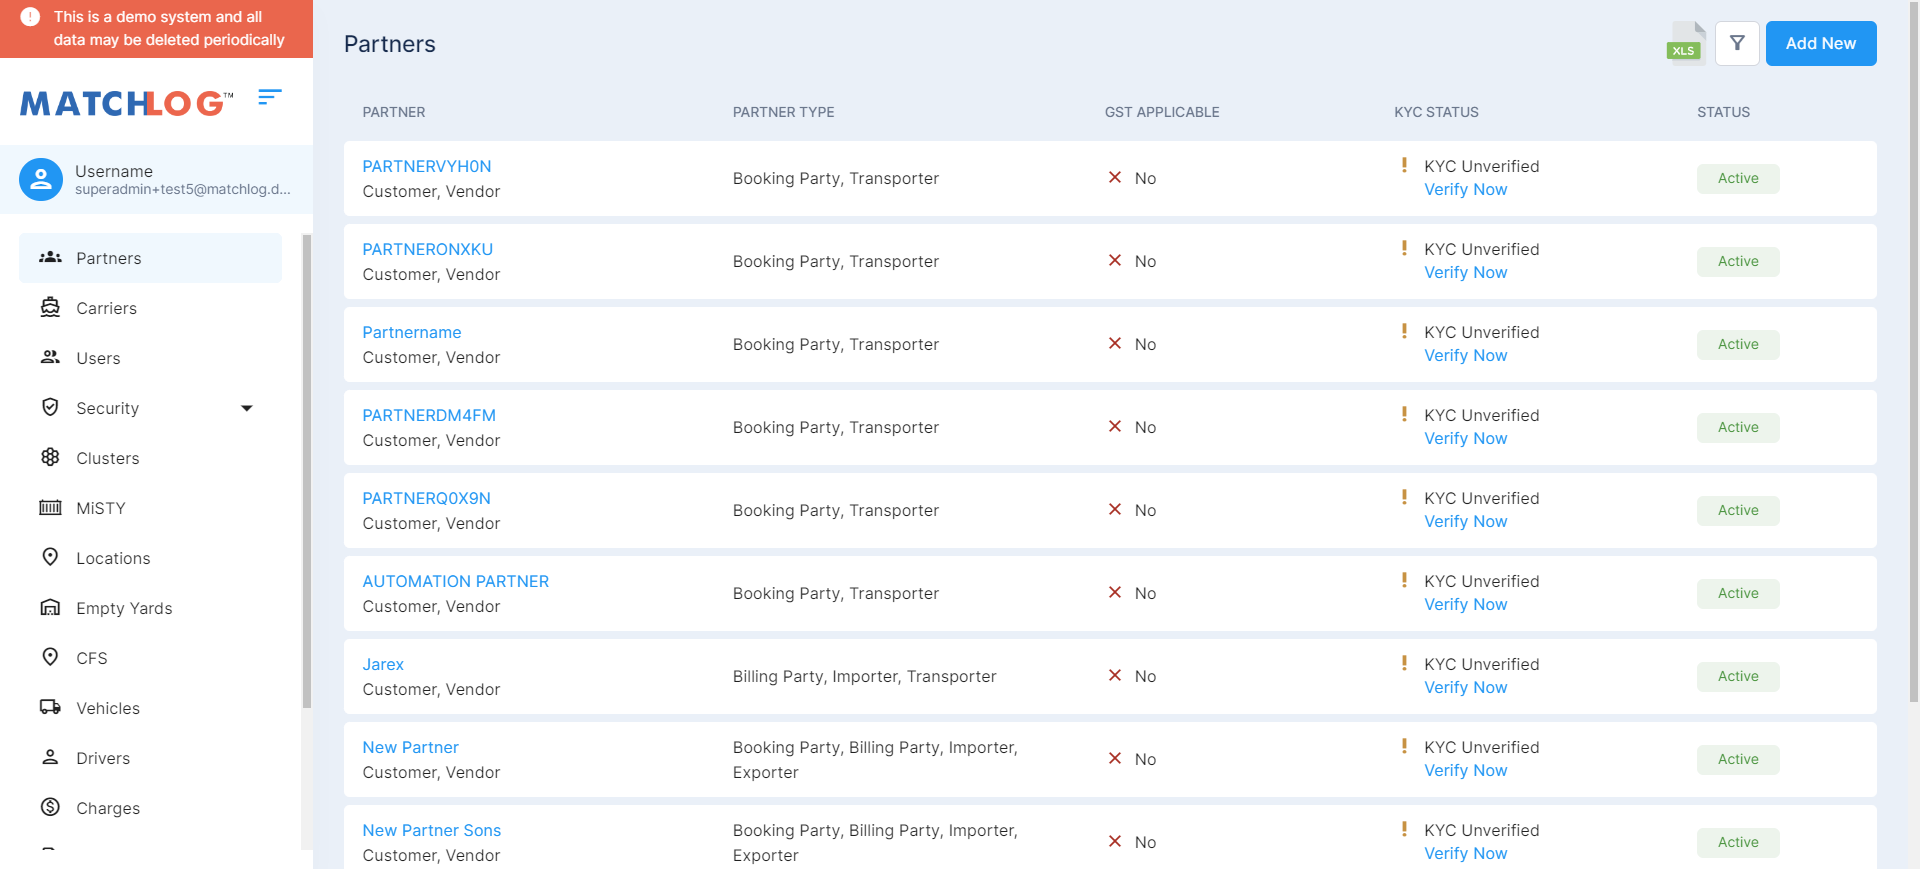 This is a demo system and all
data may be deleted periodically
MATCHLOG™
Username
superadmin+test5@matchlog.d...
Partners
Carriers
Users
Security
Clusters
MiSTY
Locations
Empty Yards
CFS
Vehicles
Drivers
Charges
Partners
XLS
Add New
PARTNER PARTNER TYPE GST APPLICABLE KYC STATUS STATUS
PARTNERVYH0N
Customer, Vendor
Booking Party, Transporter
No
KYC Unverified
Verify Now
Active
PARTNERONXKU
Customer, Vendor
Booking Party, Transporter
No
KYC Unverified
Verify Now
Active
Partnername
Customer, Vendor
Booking Party, Transporter
No
KYC Unverified
Verify Now
Active
PARTNERDM4FM
Customer, Vendor
Booking Party, Transporter
No
KYC Unverified
Verify Now
Active
PARTNERQ0X9N
Customer, Vendor
Booking Party, Transporter
No
KYC Unverified
Verify Now
Active
AUTOMATION PARTNER
Customer, Vendor
Booking Party, Transporter
No
KYC Unverified
Verify Now
Active
Jarex
Customer, Vendor
Billing Party, Importer, Transporter
No
KYC Unverified
Verify Now
Active
New Partner
Customer, Vendor
Booking Party, Billing Party, Importer,
Exporter
No
KYC Unverified
Verify Now
Active
New Partner Sons
Customer, Vendor
Booking Party, Billing Party, Importer,
Exporter
No
KYC Unverified
Verify Now
Active